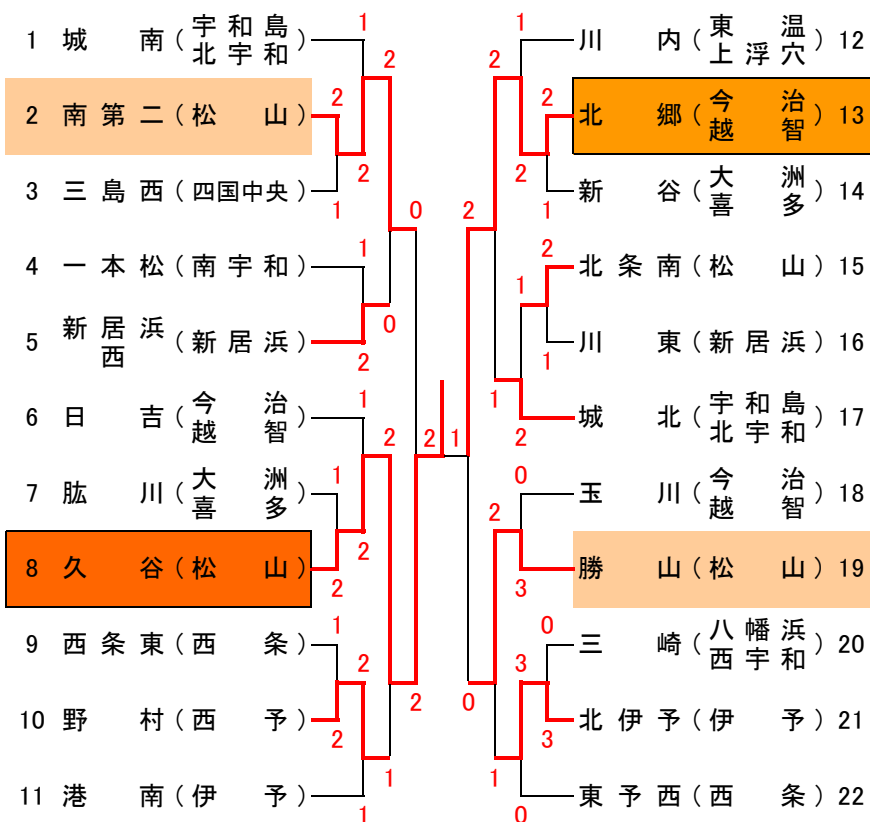 1 城南(宇和島北宇和)
2 南第二(松山)
3 三島西(四国中央)
4 一本松(南宇和)
5 新居浜西(新居浜)
6 日吉(今治越智)
7 肱川(大洲喜多)
8 久谷(松山)
9 西条東(西条)
10 野村(西予)
11 港南(伊予)
1
2
2
2
1
0
1
0
2
1
2
1
2
2
1
2
2
2
1
1
川内(東温上浮穴) 12
北郷(今治越智) 13
新谷(大洲喜多) 14
北条南(松山) 15
川東(新居浜) 16
城北(宇和島北宇和) 17
玉川(今治越智) 18
勝山(松山) 19
三崎(八幡浜西宇和) 20
北伊予(伊予) 21
東予西(西条) 22
1
2
2
2
1
2
2
1
1
1
2
1
0
2
3
0
3
0
3
1
0